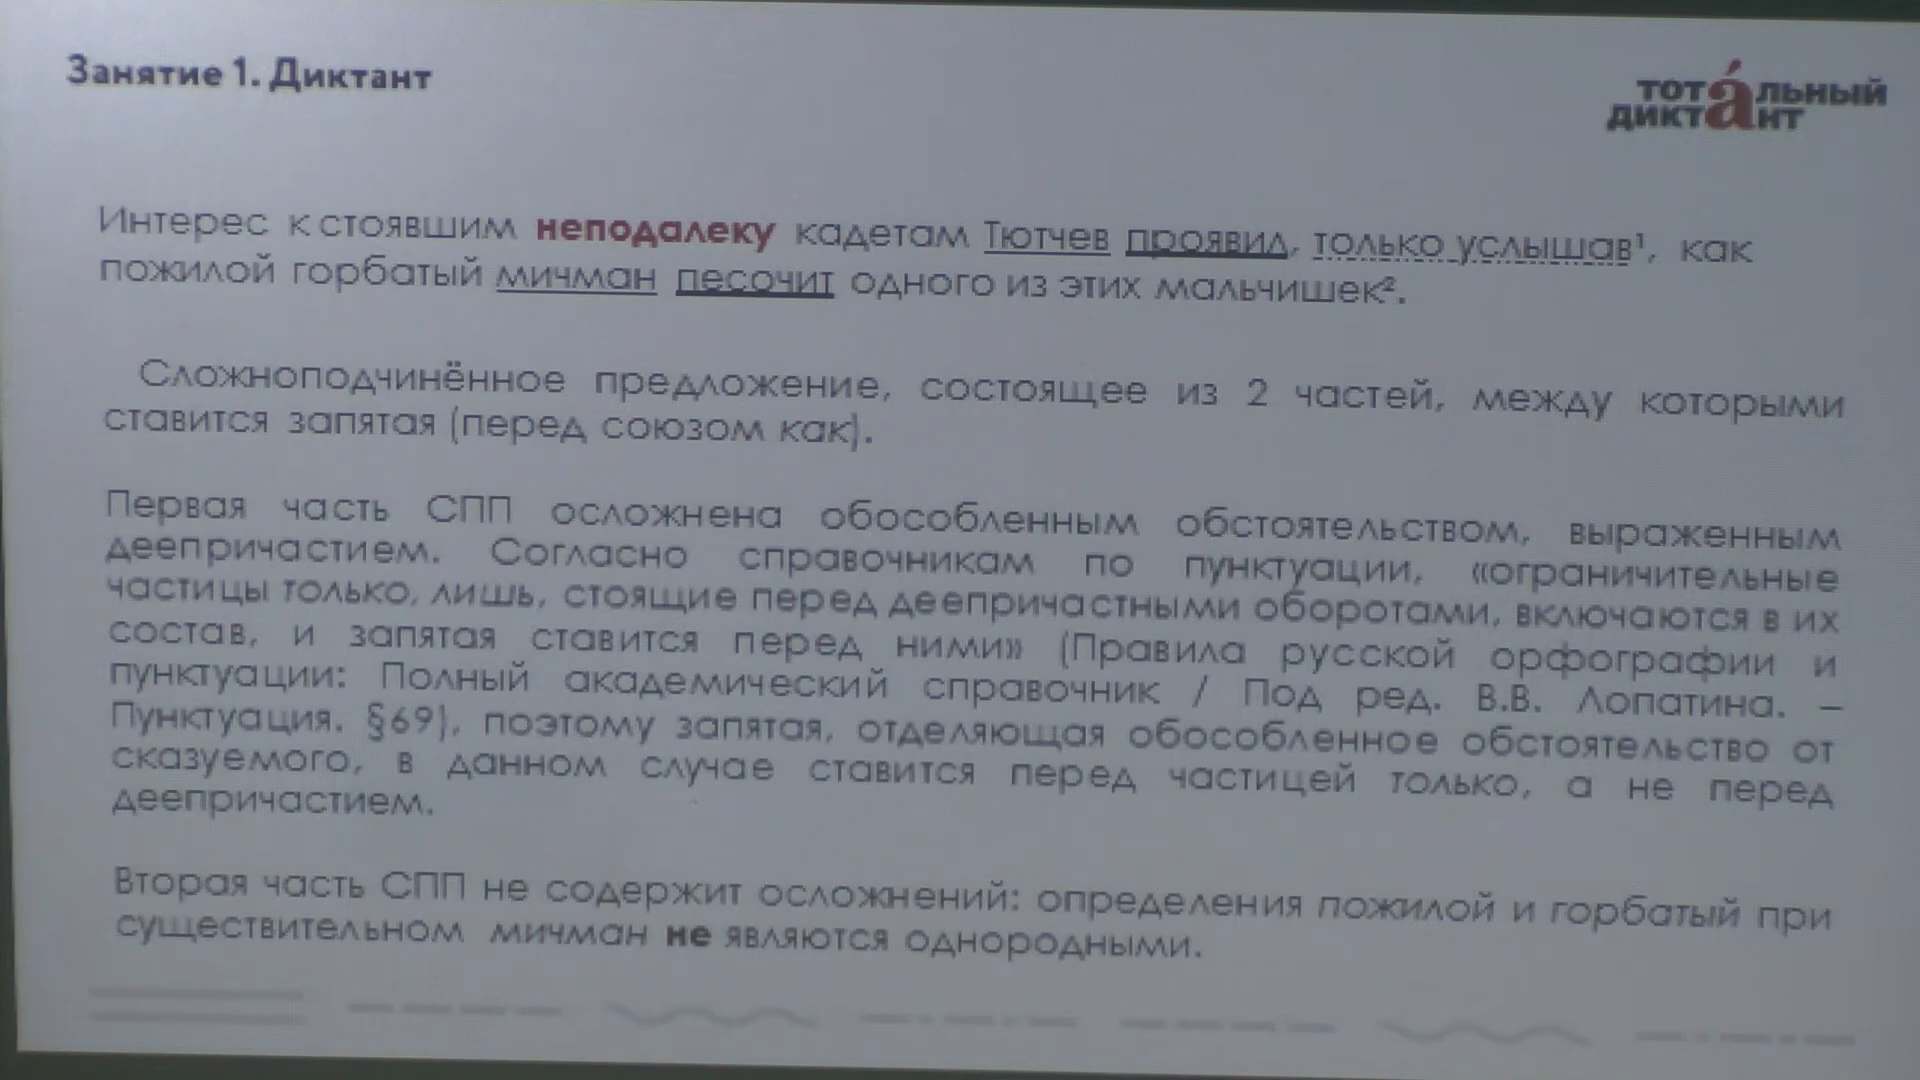 Занятие 1. Диктант
тотáльный
диктант
Интерес к стоявшим неподалеку кадетам Тютчев проявил, только услышав¹, как
пожилой горбатый мичман песочит одного из этих мальчишек².
Сложноподчинённое предложение, состоящее из 2 частей, между которыми
ставится запятая (перед союзом как).
Первая часть СПП осложнена обособленным обстоятельством, выраженным
деепричастием. Согласно справочникам по пунктуации, «ограничительные
частицы только, лишь, стоящие перед деепричастными оборотами, включаются в их
состав, и запятая ставится перед ними» (Правила русской орфографии и
пунктуации: Полный академический справочник / Под ред. В.В. Лопатина. –
Пунктуация. §69), поэтому запятая, отделяющая обособленное обстоятельство от
сказуемого, в данном случае ставится перед частицей только, а не перед
деепричастием.
Вторая часть СПП не содержит осложнений: определения пожилой и горбатый при
существительном мичман не являются однородными.